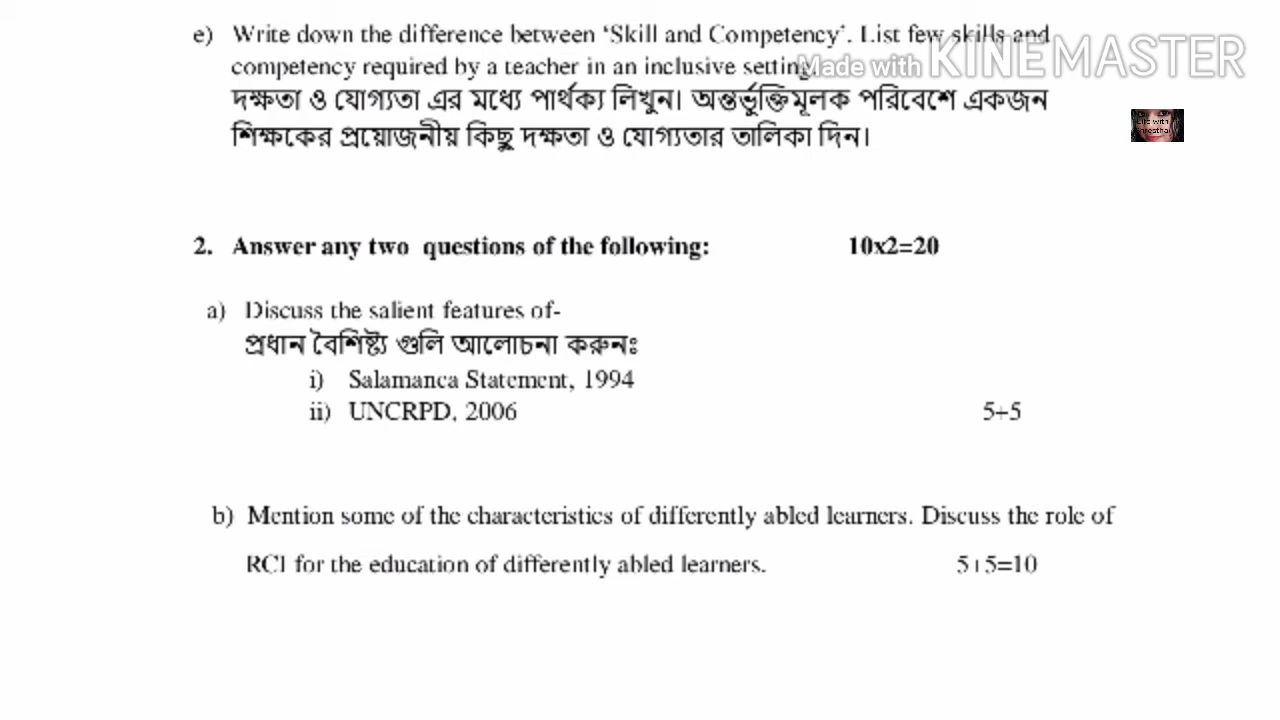 e) Write down the difference between ‘Skill and Competency’. List few skills and
competency required by a teacher in an inclusive setting.
Made with KINEMASTER
দক্ষতা ও যোগ্যতা এর মধ্যে পার্থক্য লিখুন। অন্তর্ভুক্তিমূলক পরিবেশে একজন
শিক্ষকের প্রয়োজনীয় কিছু দক্ষতা ও যোগ্যতার তালিকা দিন।
Life with
Shrestha
2. Answer any two questions of the following: 10x2=20
a) Discuss the salient features of-
প্রধান বৈশিষ্ট্য গুলি আলোচনা করুনঃ
i) Salamanca Statement, 1994
ii) UNCRPD, 2006 5+5
b) Mention some of the characteristics of differently abled learners. Discuss the role of
RCI for the education of differently abled learners. 5+5=10